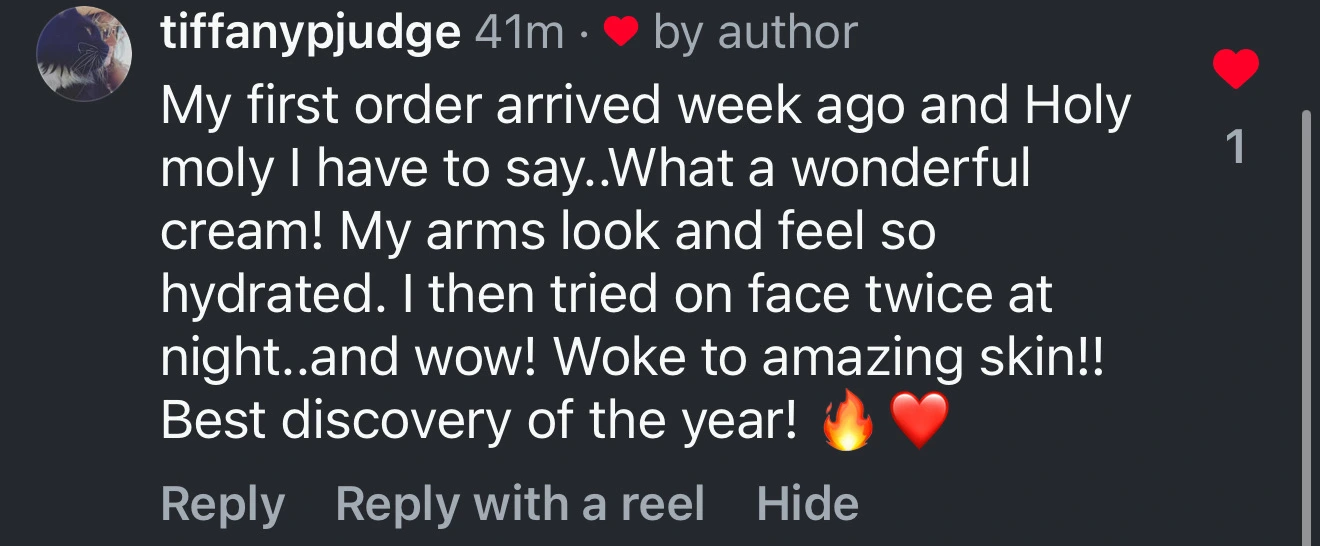 tiffanypjudge 41m · ❤️ by author
My first order arrived week ago and Holy
moly I have to say..What a wonderful
cream! My arms look and feel so
hydrated. I then tried on face twice at
night..and wow! Woke to amazing skin!!
Best discovery of the year! 🔥❤️
1
Reply Reply with a reel Hide